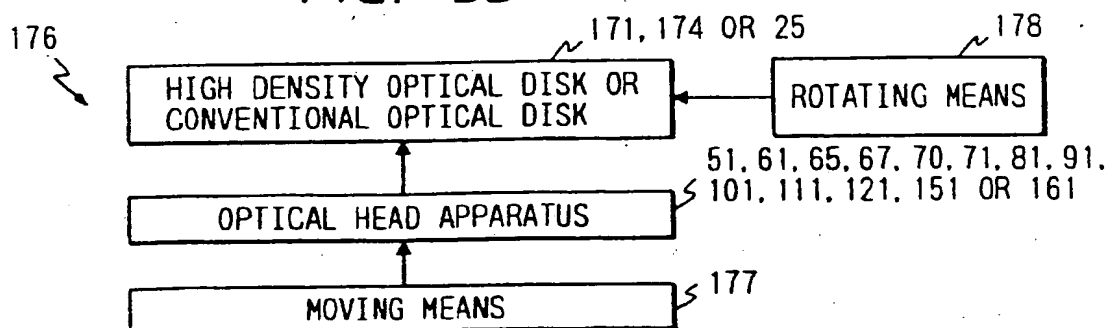 176
171, 174 OR 25
178
HIGH DENSITY OPTICAL DISK OR
CONVENTIONAL OPTICAL DISK
ROTATING MEANS
51, 61, 65, 67, 70, 71, 81, 91,
101, 111, 121, 151 OR 161
OPTICAL HEAD APPARATUS
177
MOVING MEANS